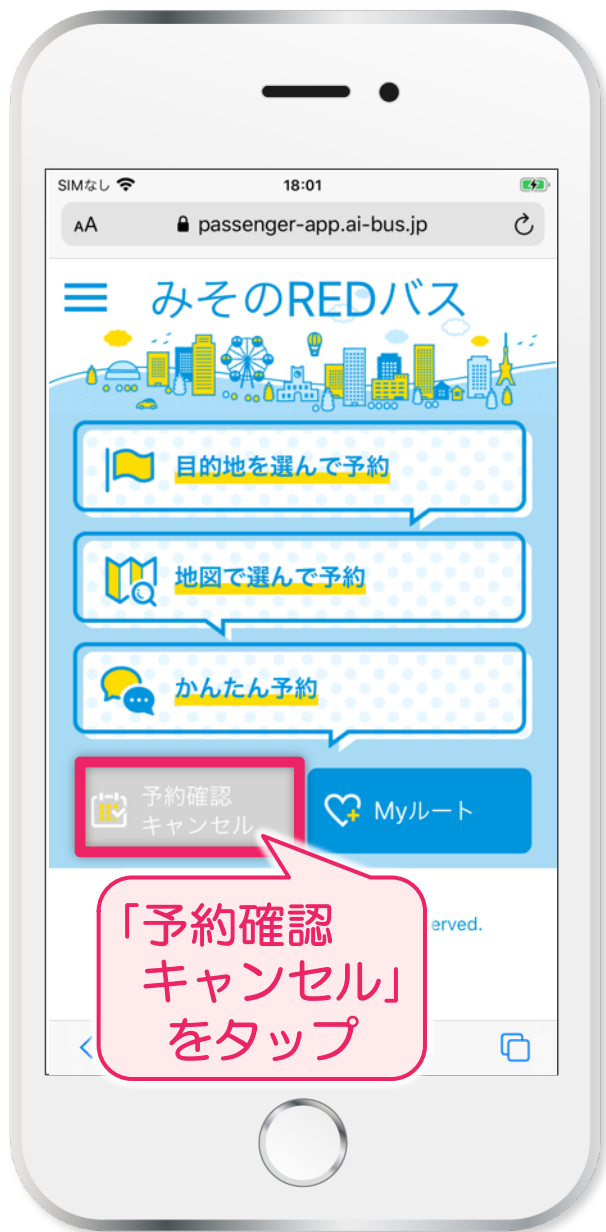 SIMなし
18:01
AA
passenger-app.ai-bus.jp
みそのREDバス
目的地を選んで予約
地図で選んで予約
かんたん予約
予約確認
キャンセル
Myルート
erved.
「予約確認
キャンセル」
をタップ